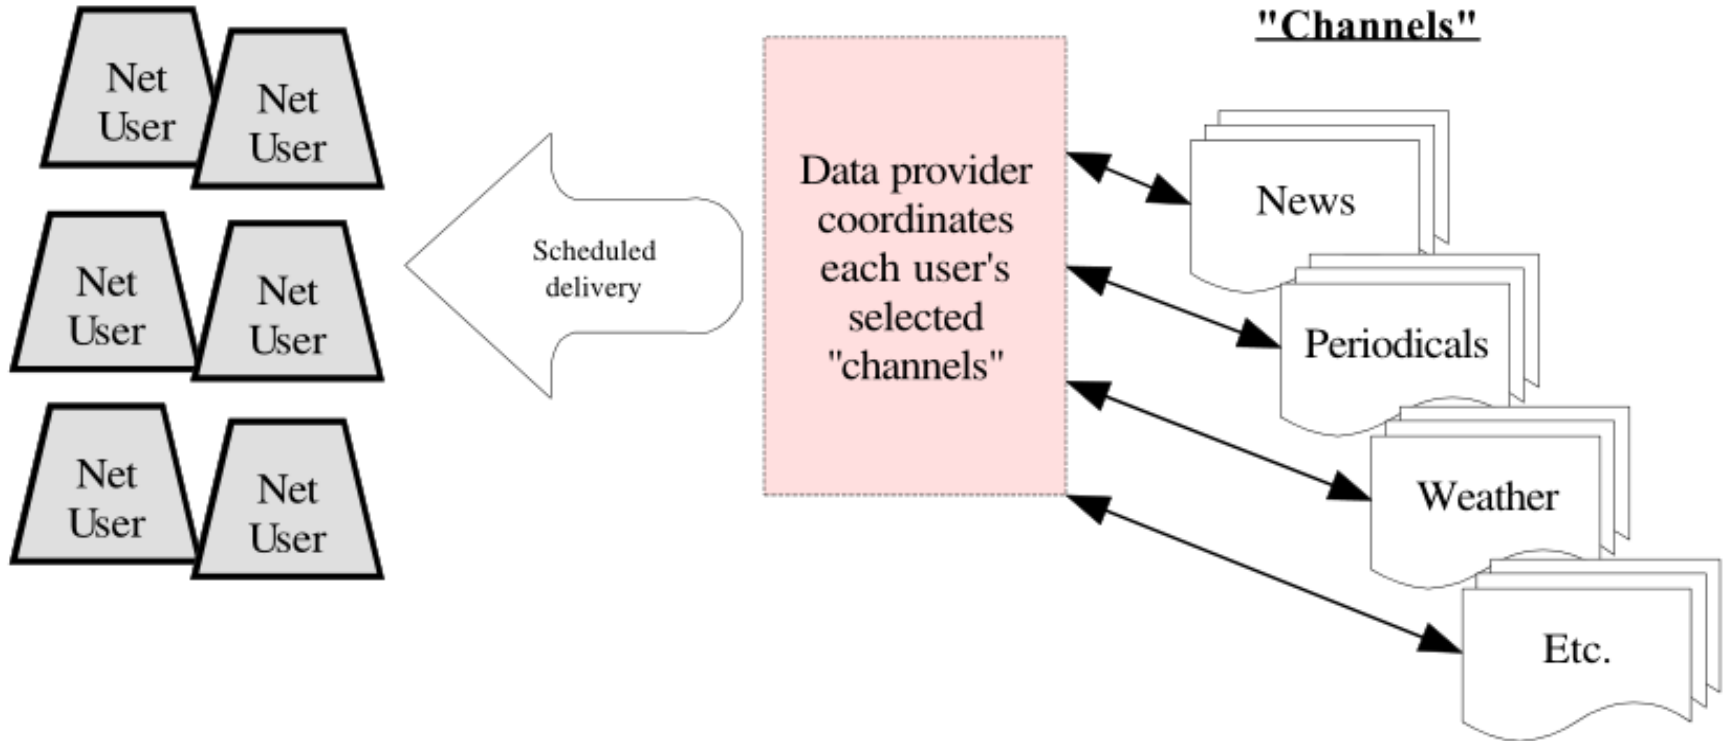 "Channels"
Net
User
Net
User
Net
User
Net
User
Net
User
Net
User
Scheduled
delivery
Data provider
coordinates
each user's
selected
"channels"
News
Periodicals
Weather
Etc.